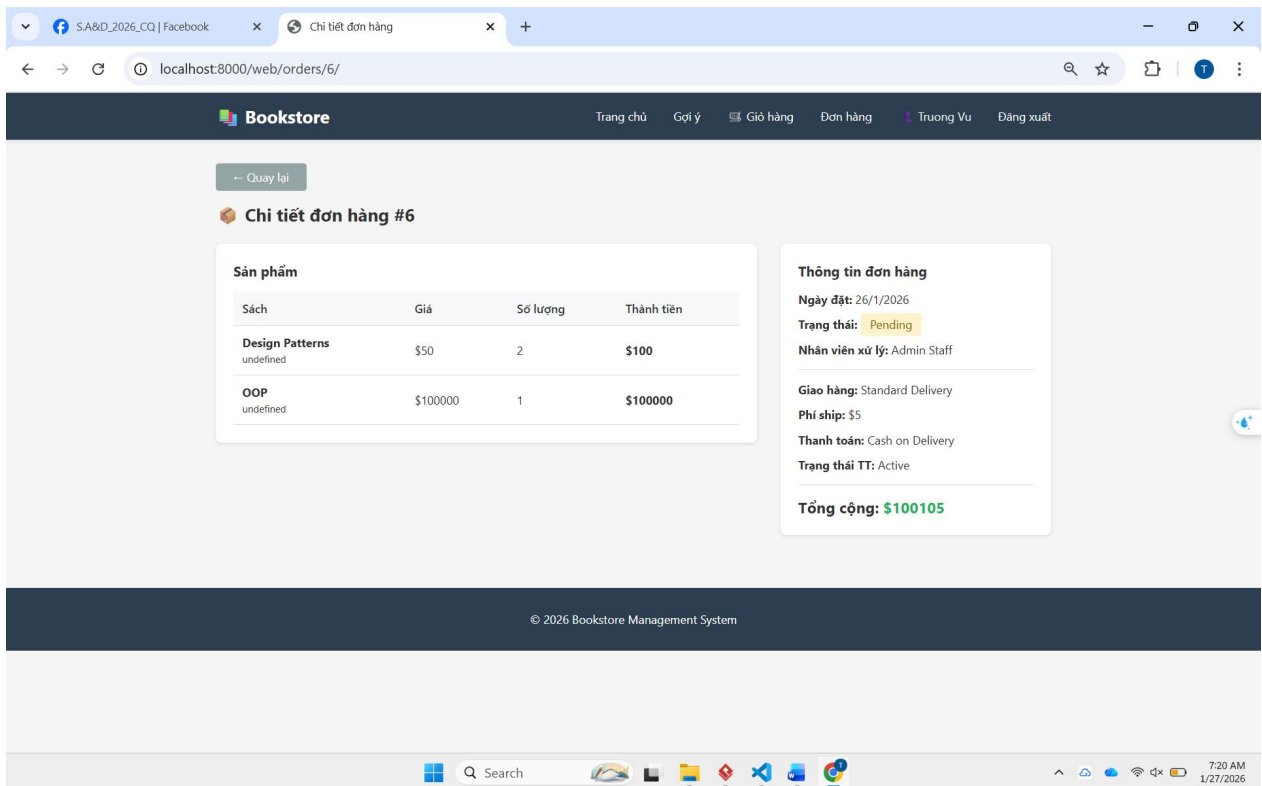 S.A&D_2026_CQ | Facebook
Chi tiết đơn hàng
localhost:8000/web/orders/6/
T
Bookstore
Trang chủ
Gợi ý
Giỏ hàng
Đơn hàng
Truong Vu
Đăng xuất
← Quay lại
Chi tiết đơn hàng #6
Sản phẩm
Sách Giá Số lượng Thành tiền
Design Patterns
undefined
$50 2 $100
OOP
undefined
$100000 1 $100000
Thông tin đơn hàng
Ngày đặt: 26/1/2026
Trạng thái: Pending
Nhân viên xử lý: Admin Staff
Giao hàng: Standard Delivery
Phí ship: $5
Thanh toán: Cash on Delivery
Trạng thái TT: Active
Tổng cộng: $100105
© 2026 Bookstore Management System
Search
7:20 AM
1/27/2026